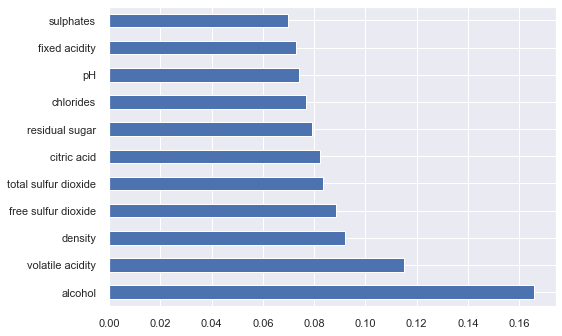 sulphates
fixed acidity
pH
chlorides
residual sugar
citric acid
total sulfur dioxide
free sulfur dioxide
density
volatile acidity
alcohol
0.00 0.02 0.04 0.06 0.08 0.10 0.12 0.14 0.16